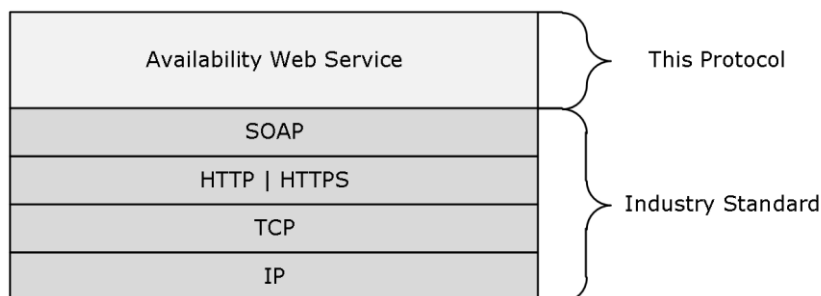 Availability Web Service
This Protocol
SOAP
HTTP | HTTPS
Industry Standard
TCP
IP